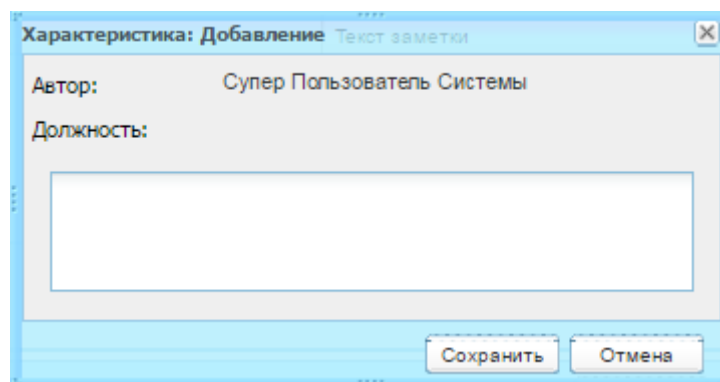 Характеристика: Добавление Текст заметки
Автор: Супер Пользователь Системы
Должность:
Сохранить Отмена